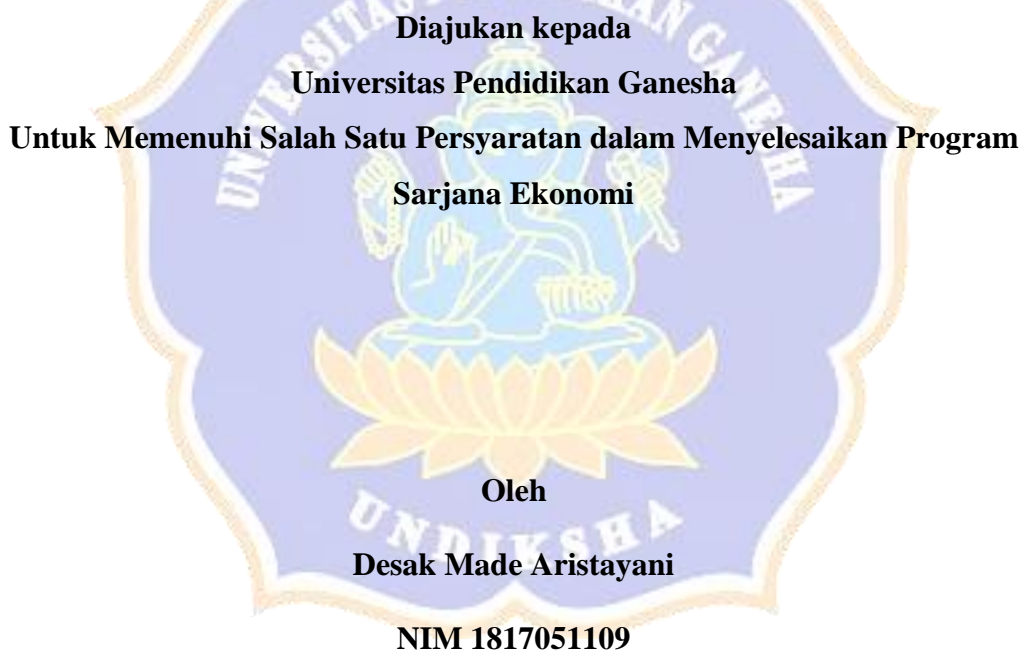 Diajukan kepada
Universitas Pendidikan Ganesha
Untuk Memenuhi Salah Satu Persyaratan dalam Menyelesaikan Program
Sarjana Ekonomi
Oleh
UNDIKSHA
Desak Made Aristayani
NIM 1817051109